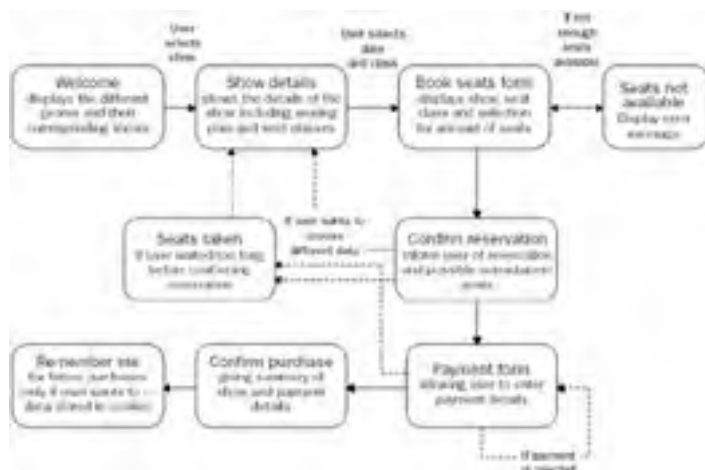 User
selects
show
User selects
date
and class
If not
enough
seats
available
Welcome
displays the different
genres and their
corresponding shows
Show details
shows the details of the
show including seating
plan and seat classes
Book seats form
displays show, seat
class and selection
for amount of seats
Seats not
available
Display error
message
If user wants to
choose
different date
Seats taken
If user waited too long
before confirming
reservation
Confirm reservation
Inform user of reservation
and possible
seats
Remember me
for future purchases
only if user wants to
data stored in cookies
Confirm purchase
giving summary of
show and payment
details
Payment form
allowing user to enter
payment details
If payment
is rejected